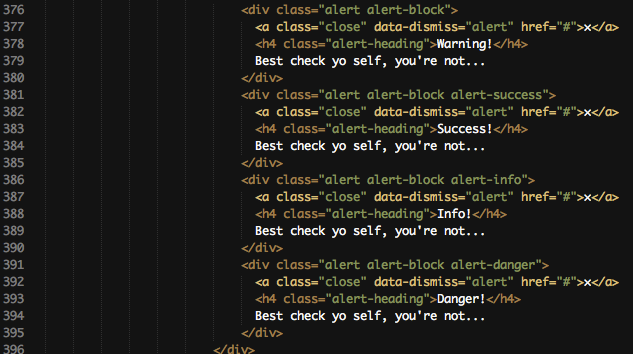 376 <div class="alert alert-block">
377 <a class="close" data-dismiss="alert" href="#">×</a>
378 <h4 class="alert-heading">Warning!</h4>
379 Best check yo self, you're not...
380 </div>
381 <div class="alert alert-block alert-success">
382 <a class="close" data-dismiss="alert" href="#">×</a>
383 <h4 class="alert-heading">Success!</h4>
384 Best check yo self, you're not...
385 </div>
386 <div class="alert alert-block alert-info">
387 <a class="close" data-dismiss="alert" href="#">×</a>
388 <h4 class="alert-heading">Info!</h4>
389 Best check yo self, you're not...
390 </div>
391 <div class="alert alert-block alert-danger">
392 <a class="close" data-dismiss="alert" href="#">×</a>
393 <h4 class="alert-heading">Danger!</h4>
394 Best check yo self, you're not...
395 </div>
396 </div>